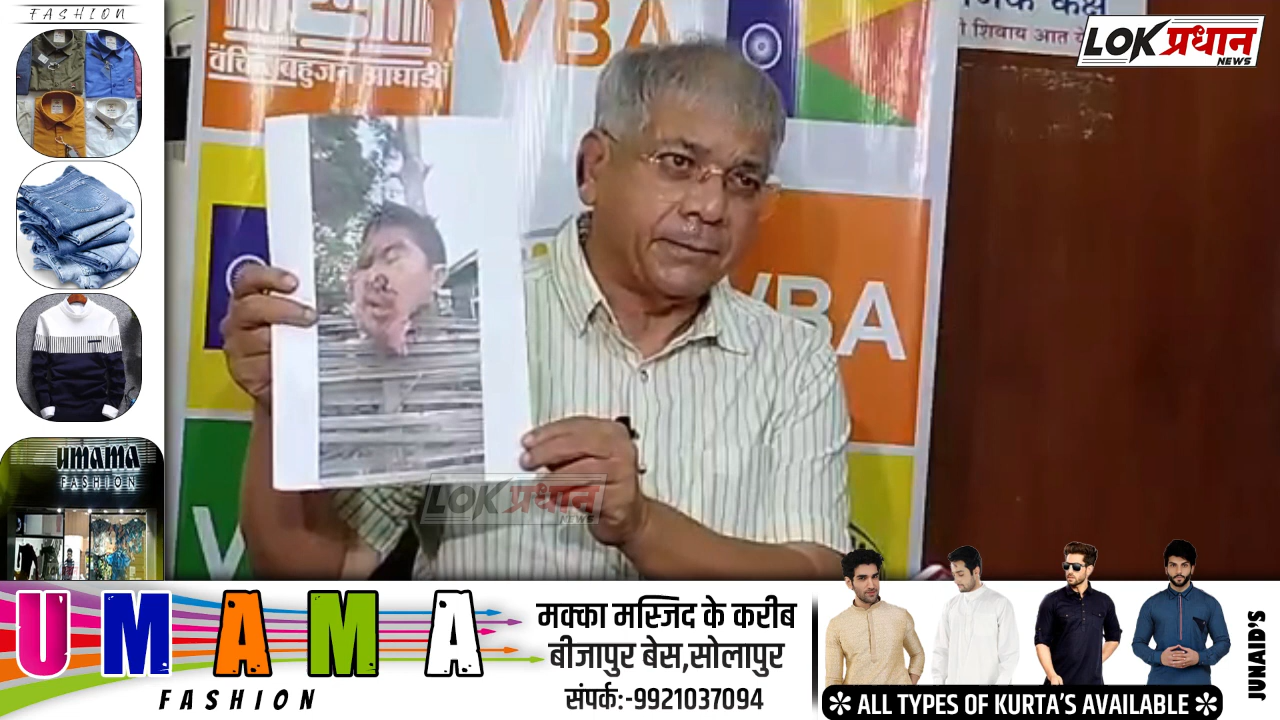 FASHION
VBA
वंचित बहुजन आघाडी
LOK प्रधान
NEWS
VBA
UMAMA
FASHION
LOK प्रधान
NEWS
UMAMA
FASHION
मक्का मस्जिद के करीब
बीजापुर बेस,सोलापुर
संपर्क:-9921037094
✼ ALL TYPES OF KURTA’S AVAILABLE ✼
JUNAID'S